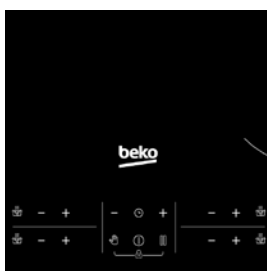 beko
- + - + - +
- + - +